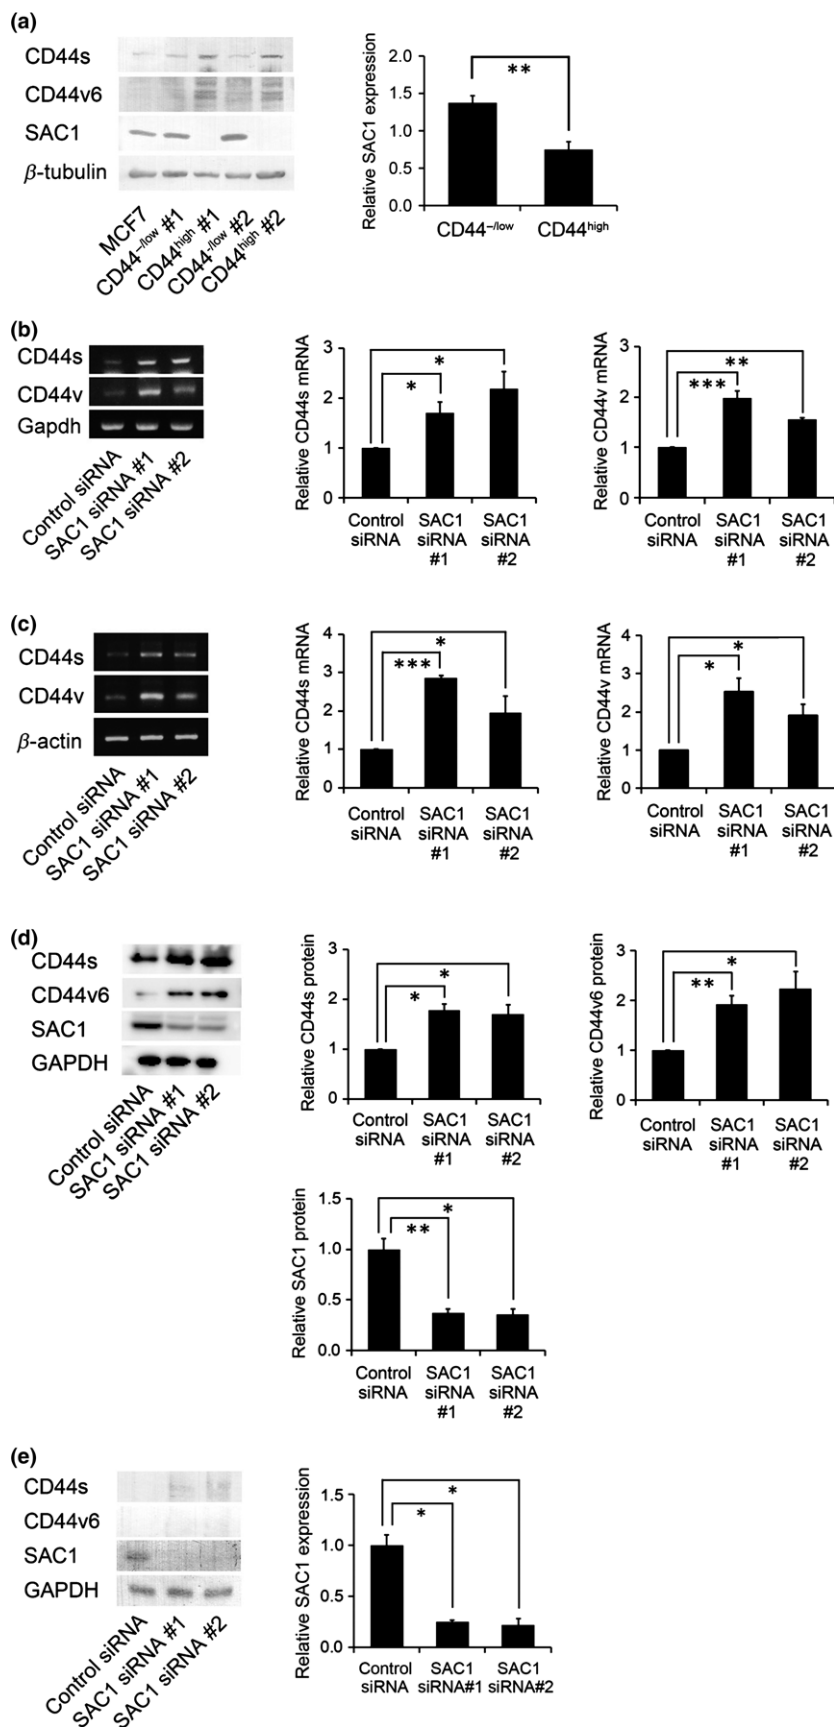 (a)
CD44s
CD44v6
SAC1
β-tubulin
MCF7
CD44–/low #1
CD44high #1
CD44-/low #2
CD44high #2
Relative SAC1 expression
2.0
1.5
1.0
0.5
0.0
**
CD44–/low
CD44high
(b)
CD44s
CD44v
Gapdh
Control siRNA
SAC1 siRNA #1
SAC1 siRNA #2
Relative CD44s mRNA
3
2
1
0
*
*
Control
siRNA
SAC1
siRNA
#1
SAC1
siRNA
#2
Relative CD44v mRNA
3
2
1
0
**
***
Control
siRNA
SAC1
siRNA
#1
SAC1
siRNA
#2
(c)
CD44s
CD44v
β-actin
Control siRNA
SAC1 siRNA #1
SAC1 siRNA #2
Relative CD44s mRNA
4
3
2
1
0
*
***
Control
siRNA
SAC1
siRNA
#1
SAC1
siRNA
#2
Relative CD44v mRNA
4
3
2
1
0
*
*
Control
siRNA
SAC1
siRNA
#1
SAC1
siRNA
#2
(d)
CD44s
CD44v6
SAC1
GAPDH
Control siRNA
SAC1 siRNA #1
SAC1 siRNA #2
Relative CD44s protein
3
2
1
0
*
*
Control
siRNA
SAC1
siRNA
#1
SAC1
siRNA
#2
Relative CD44v6 protein
3
2
1
0
*
**
Control
siRNA
SAC1
siRNA
#1
SAC1
siRNA
#2
Relative SAC1 protein
1.5
1.0
0.5
0.0
*
**
Control
siRNA
SAC1
siRNA
#1
SAC1
siRNA
#2
(e)
CD44s
CD44v6
SAC1
GAPDH
Control siRNA
SAC1 siRNA #1
SAC1 siRNA #2
Relative SAC1 expression
1.5
1.0
0.5
0.0
*
*
Control
siRNA
SAC1
siRNA#1
SAC1
siRNA#2